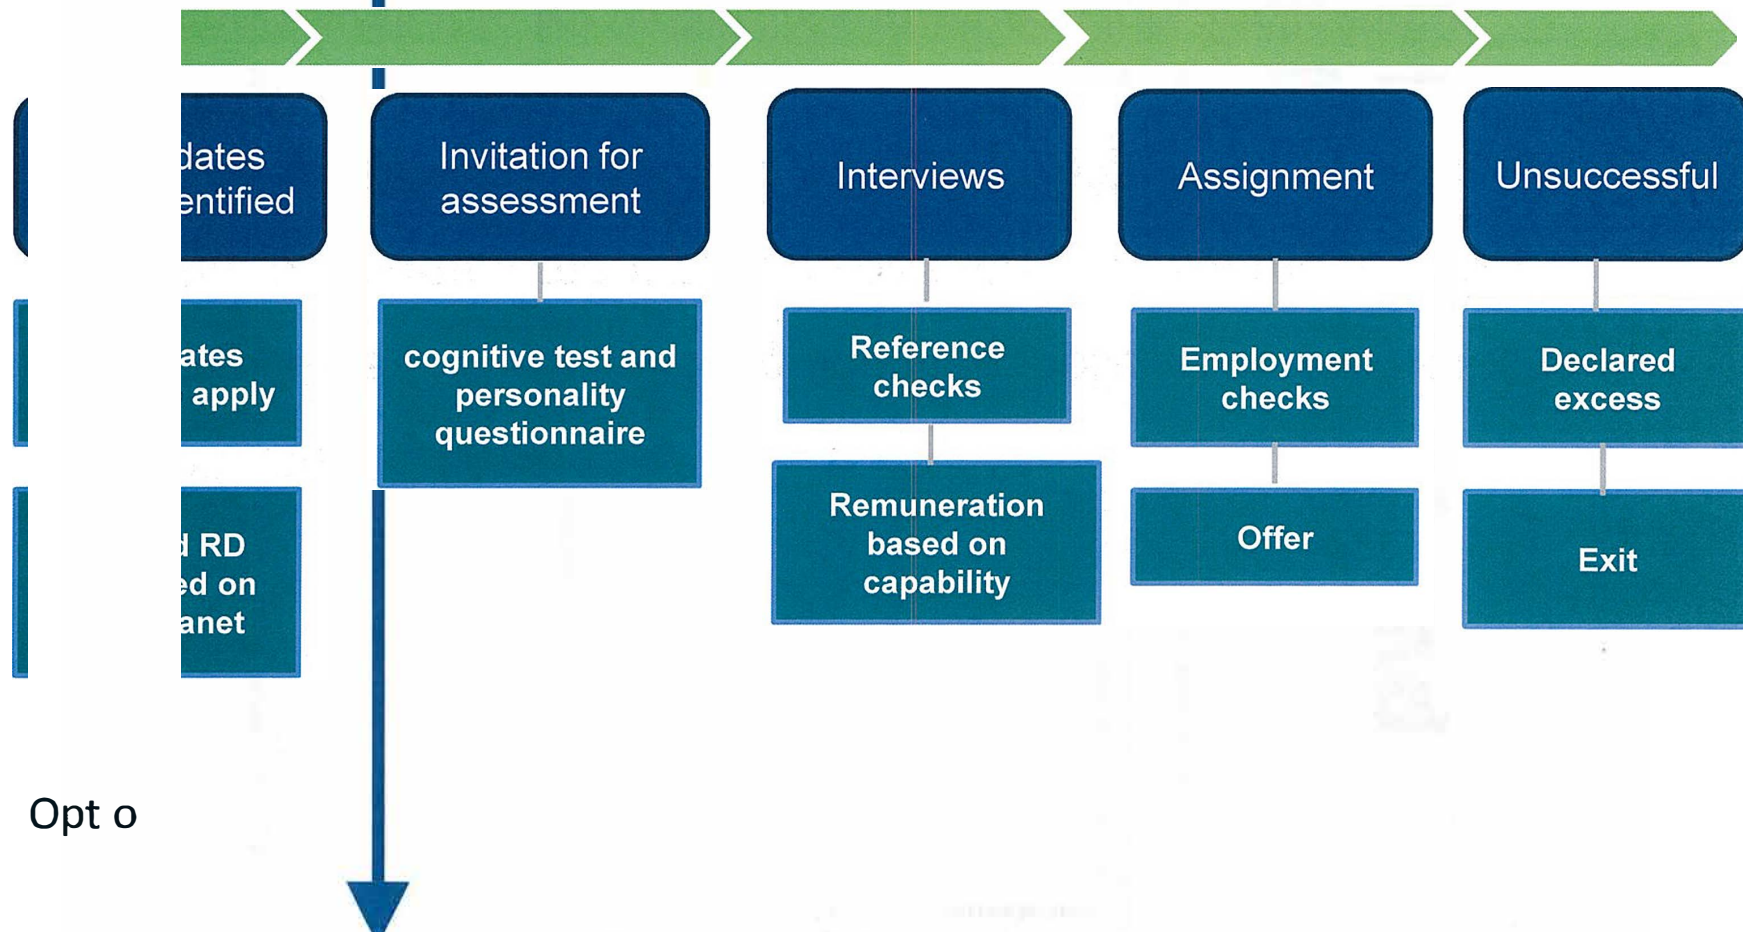 dates
entified
ates
apply
d RD
ed on
anet
Invitation for
assessment
cognitive test and
personality
questionnaire
Interviews
Reference
checks
Remuneration
based on
capability
Assignment
Employment
checks
Offer
Unsuccessful
Declared
excess
Exit
Opt o